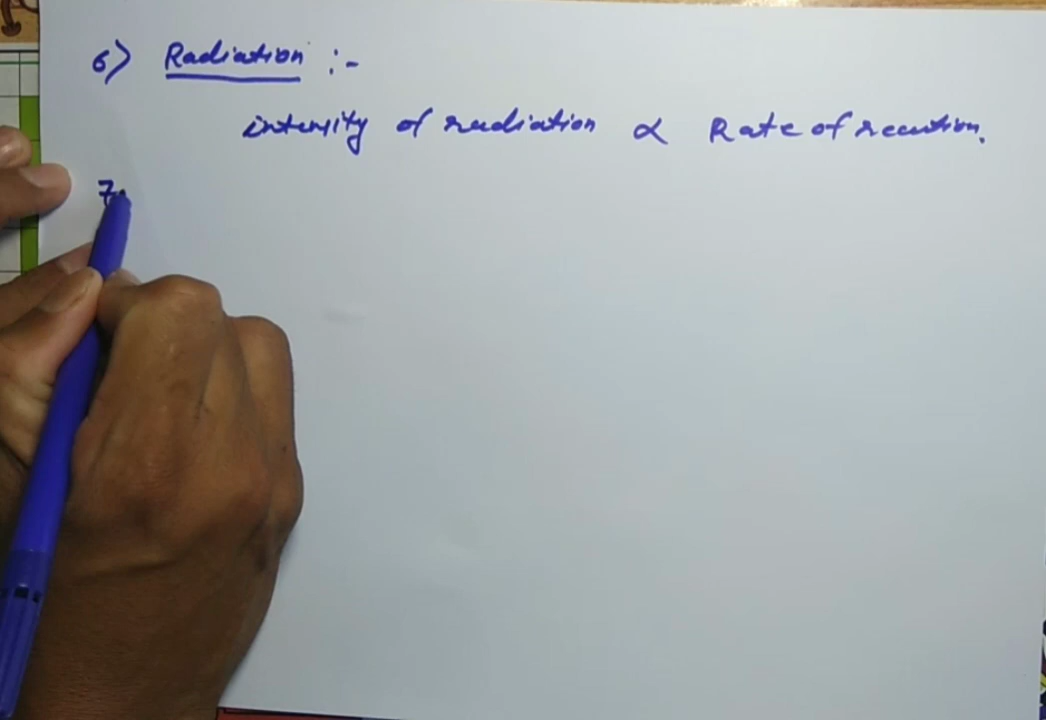 6) Radiation :-
intensity of radiation ∝ Rate of reaction.
7